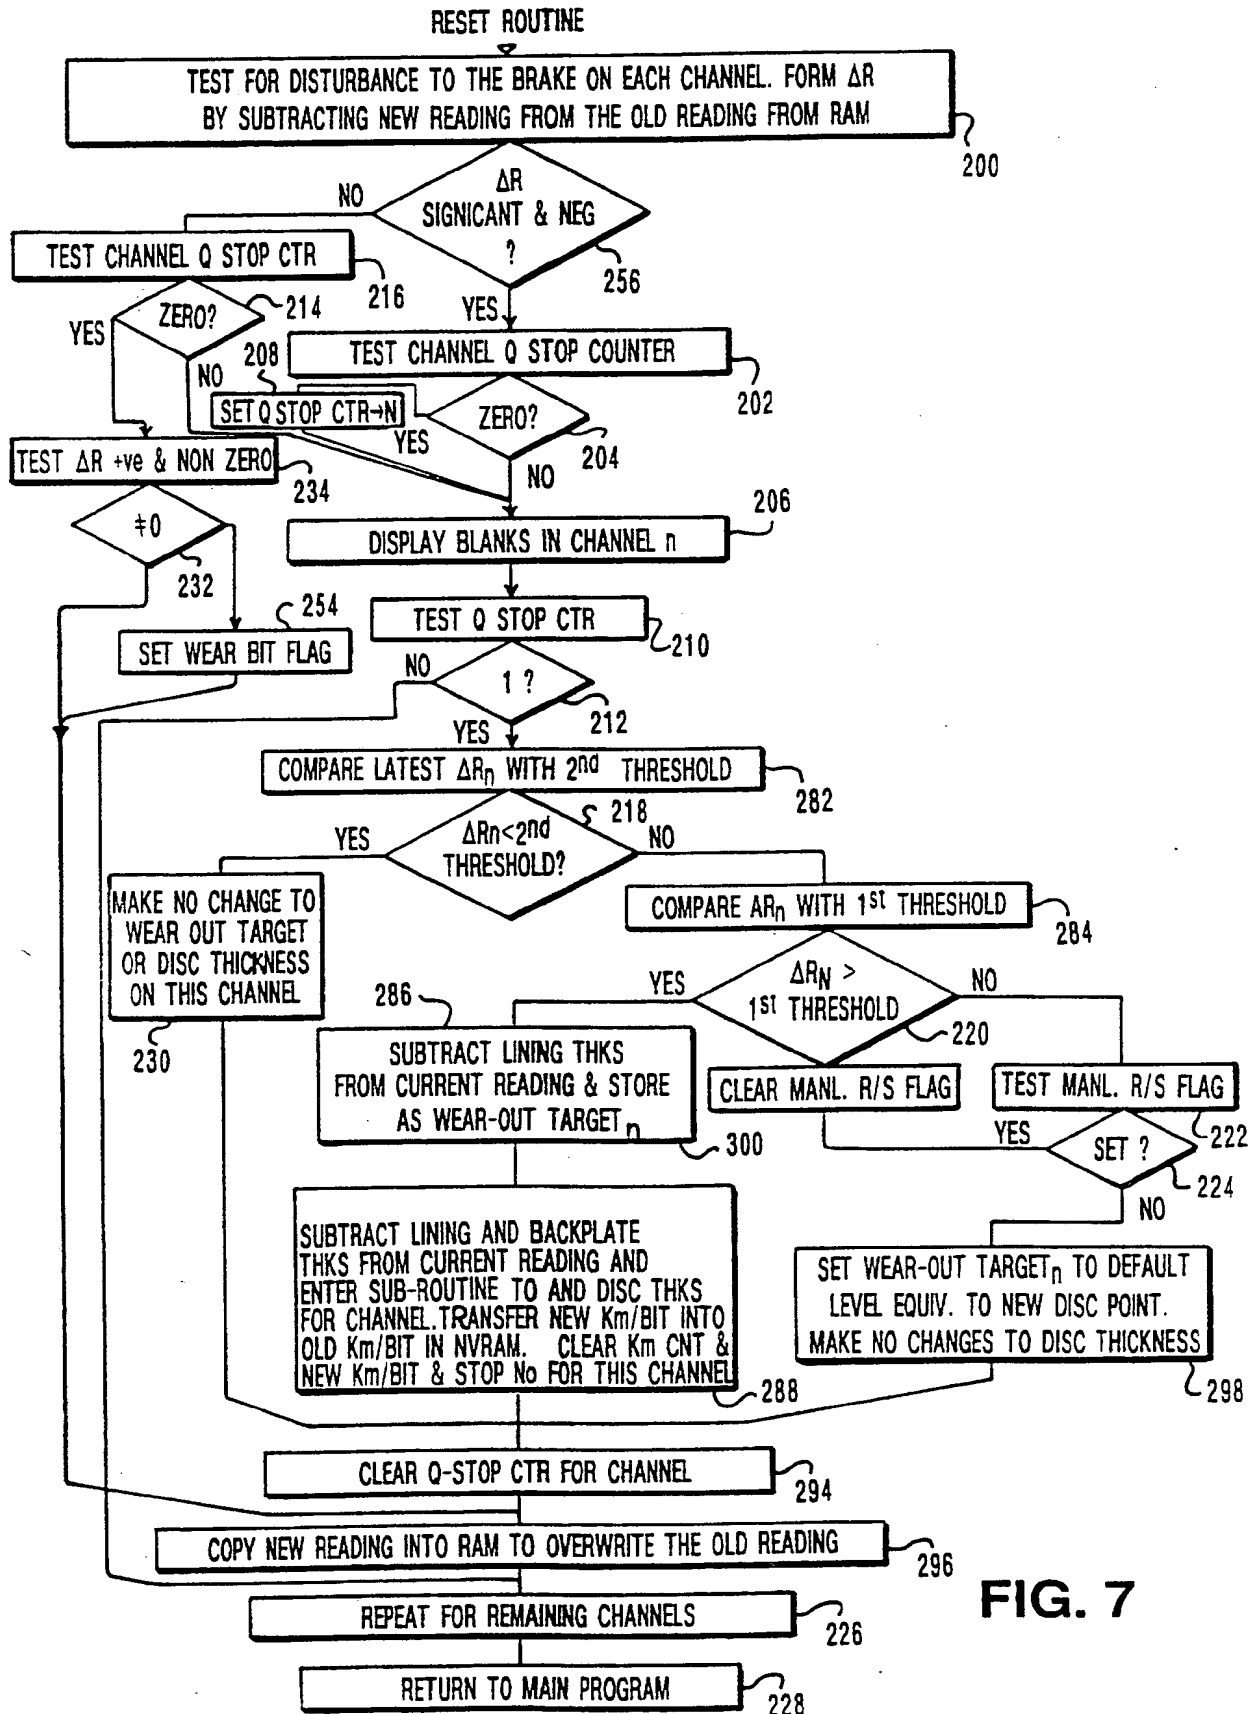 RESET ROUTINE
TEST FOR DISTURBANCE TO THE BRAKE ON EACH CHANNEL. FORM ΔR
BY SUBTRACTING NEW READING FROM THE OLD READING FROM RAM
200
ΔR
SIGNICANT & NEG
?
256
NO
YES
TEST CHANNEL Q STOP CTR
216
ZERO?
214
YES
NO
TEST CHANNEL Q STOP COUNTER
202
208
SET Q STOP CTR→N
ZERO?
204
YES
NO
TEST ΔR +ve & NON ZERO
234
≠0
232
206
DISPLAY BLANKS IN CHANNEL n
254
SET WEAR BIT FLAG
TEST Q STOP CTR
210
1 ?
212
NO
YES
COMPARE LATEST ΔRn WITH 2nd THRESHOLD
282
218
ΔRn<2nd
THRESHOLD?
YES
NO
MAKE NO CHANGE TO
WEAR OUT TARGET
OR DISC THICKNESS
ON THIS CHANNEL
230
COMPARE ARn WITH 1st THRESHOLD
284
ΔRN >
1st THRESHOLD
220
YES
NO
286
SUBTRACT LINING THKS
FROM CURRENT READING & STORE
AS WEAR-OUT TARGETn
300
CLEAR MANL. R/S FLAG
TEST MANL. R/S FLAG
222
YES
SET ?
224
NO
SUBTRACT LINING AND BACKPLATE
THKS FROM CURRENT READING AND
ENTER SUB-ROUTINE TO AND DISC THKS
FOR CHANNEL.TRANSFER NEW Km/BIT INTO
OLD Km/BIT IN NVRAM. CLEAR Km CNT &
NEW Km/BIT & STOP No FOR THIS CHANNEL
288
SET WEAR-OUT TARGETn TO DEFAULT
LEVEL EQUIV. TO NEW DISC POINT.
MAKE NO CHANGES TO DISC THICKNESS
298
CLEAR Q-STOP CTR FOR CHANNEL
294
COPY NEW READING INTO RAM TO OVERWRITE THE OLD READING
296
REPEAT FOR REMAINING CHANNELS
226
RETURN TO MAIN PROGRAM
228
FIG. 7